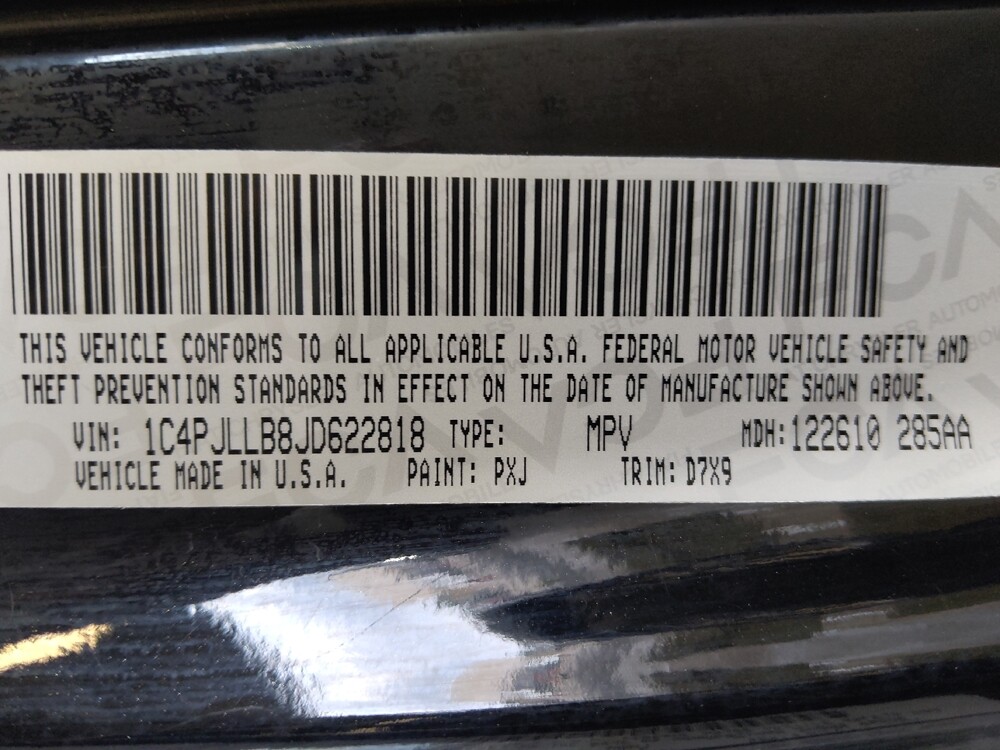 THIS VEHICLE CONFORMS TO ALL APPLICABLE U.S.A. FEDERAL MOTOR VEHICLE SAFETY AND
THEFT PREVENTION STANDARDS IN EFFECT ON THE DATE OF MANUFACTURE SHOWN ABOVE.
VIN: 1C4PJLLB8JD622818 TYPE: MPV MDH:122610 285AA
VEHICLE MADE IN U.S.A. PAINT: PXJ TRIM: D7X9